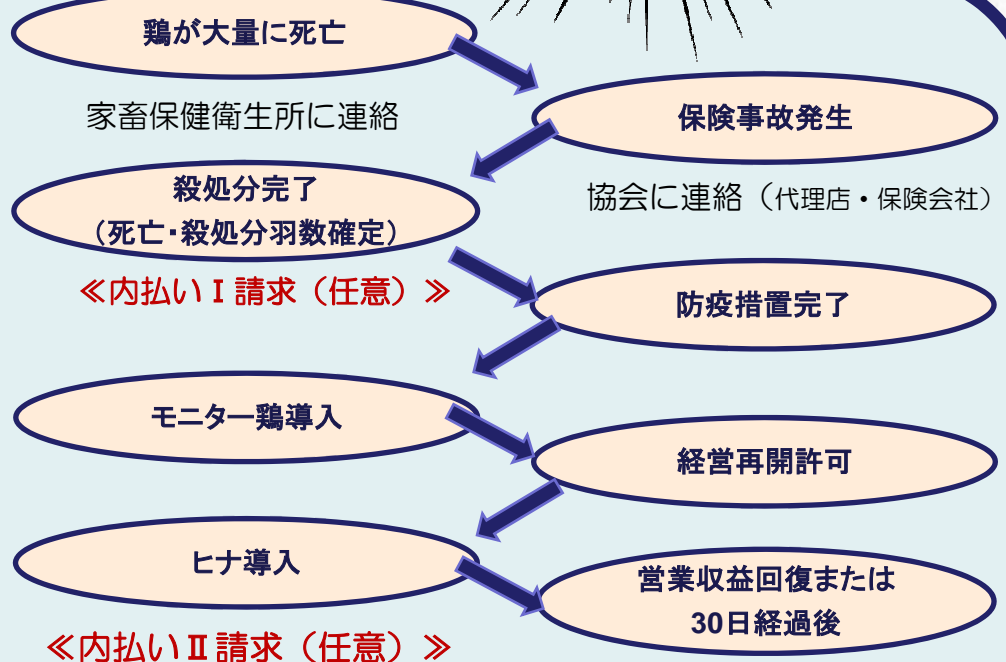 鶏が大量に死亡
家畜保健衛生所に連絡
保険事故発生
協会に連絡（代理店・保険会社）
殺処分完了
（死亡･殺処分羽数確定）
≪内払いⅠ請求（任意）≫
防疫措置完了
モニター鶏導入
経営再開許可
ヒナ導入
≪内払いⅡ請求（任意）≫
営業収益回復または
30日経過後